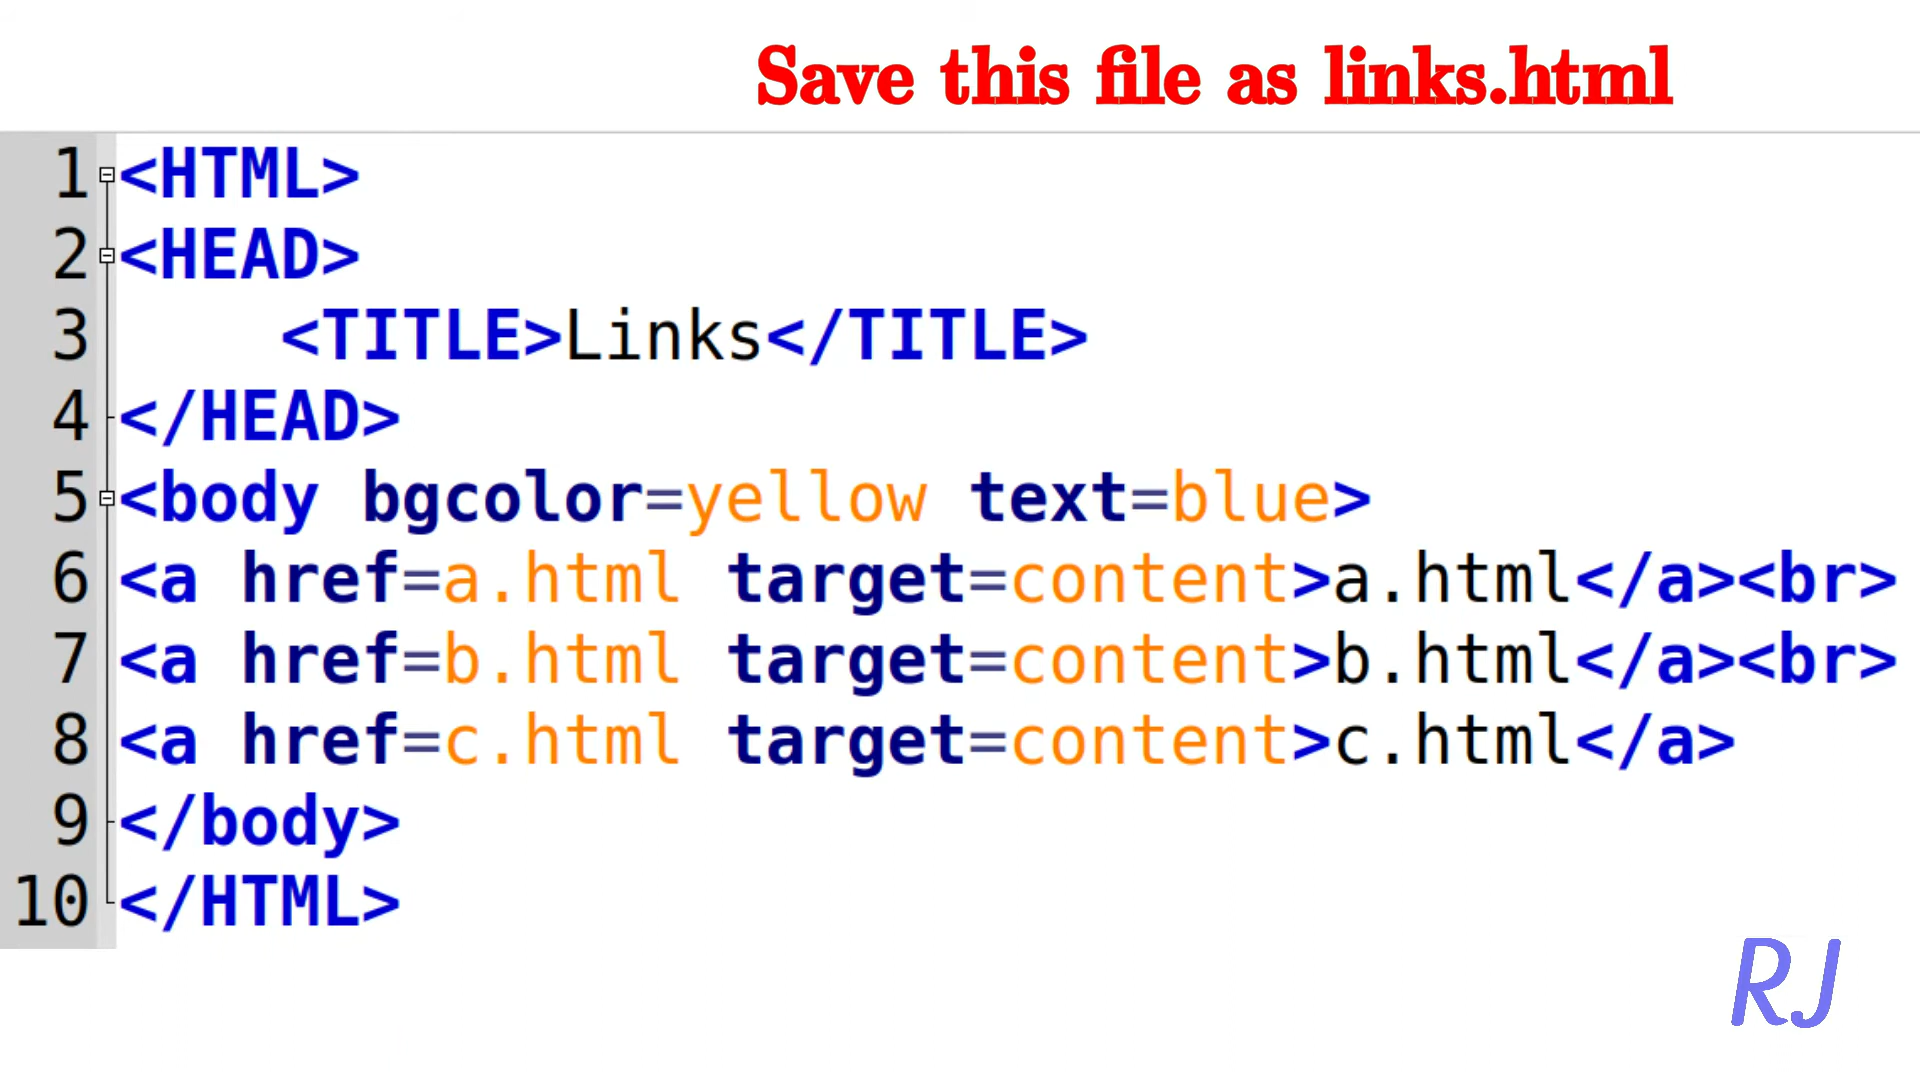 Save this file as links.html
1 <HTML>
2 <HEAD>
3     <TITLE>Links</TITLE>
4 </HEAD>
5 <body bgcolor=yellow text=blue>
6 <a href=a.html target=content>a.html</a><br>
7 <a href=b.html target=content>b.html</a><br>
8 <a href=c.html target=content>c.html</a>
9 </body>
10 </HTML>
RJ